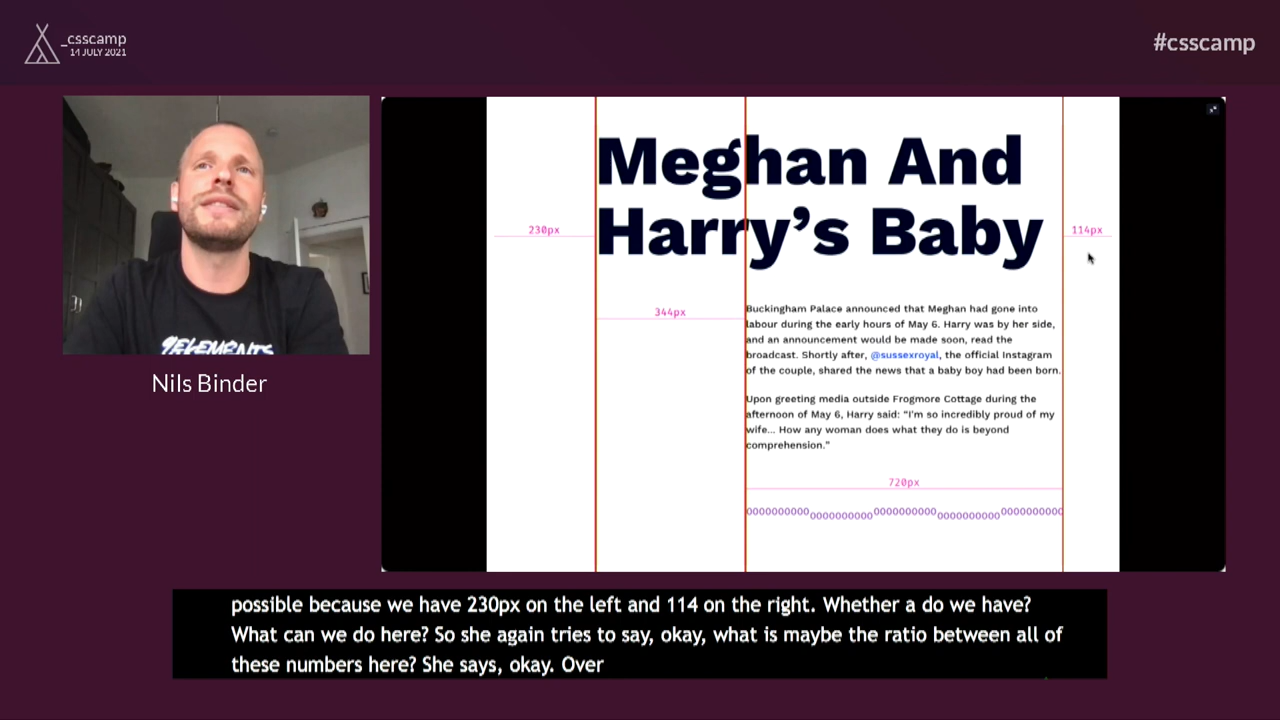 _csscamp
14 JULY 2021
#csscamp
9ELEMENTS
Nils Binder
Meghan And
Harry’s Baby
230px
114px
344px
Buckingham Palace announced that Meghan had gone into
labour during the early hours of May 6. Harry was by her side,
and an announcement would be made soon, read the
broadcast. Shortly after, @sussexroyal, the official Instagram
of the couple, shared the news that a baby boy had been born.
Upon greeting media outside Frogmore Cottage during the
afternoon of May 6, Harry said: “I’m so incredibly proud of my
wife... How any woman does what they do is beyond
comprehension.”
720px
00000000000000000000000000000000000000000000000000
possible because we have 230px on the left and 114 on the right. Whether a do we have?
What can we do here? So she again tries to say, okay, what is maybe the ratio between all of
these numbers here? She says, okay. Over